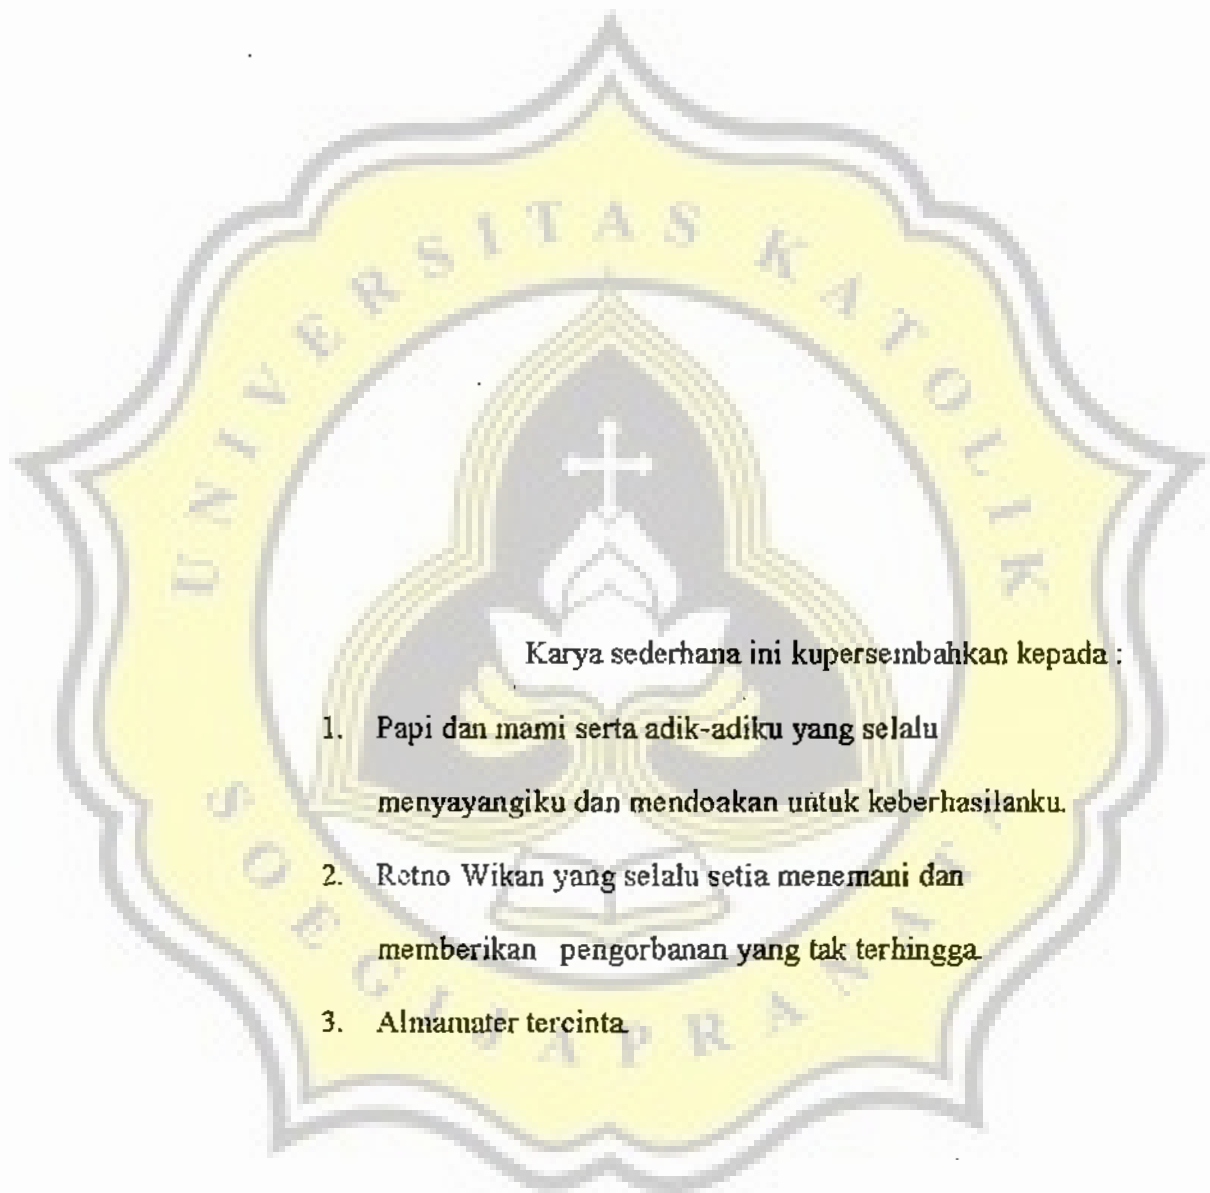 UNIVERSITAS KATOLIK
Karya sederhana ini kupersembahkan kepada :
1. Papi dan mami serta adik-adiku yang selalu
menyayangiku dan mendoakan untuk keberhasilanku.
2. Retno Wikan yang selalu setia menemani dan
memberikan pengorbanan yang tak terhingga.
3. Almamater tercinta.
SOEGIJAPRANATA